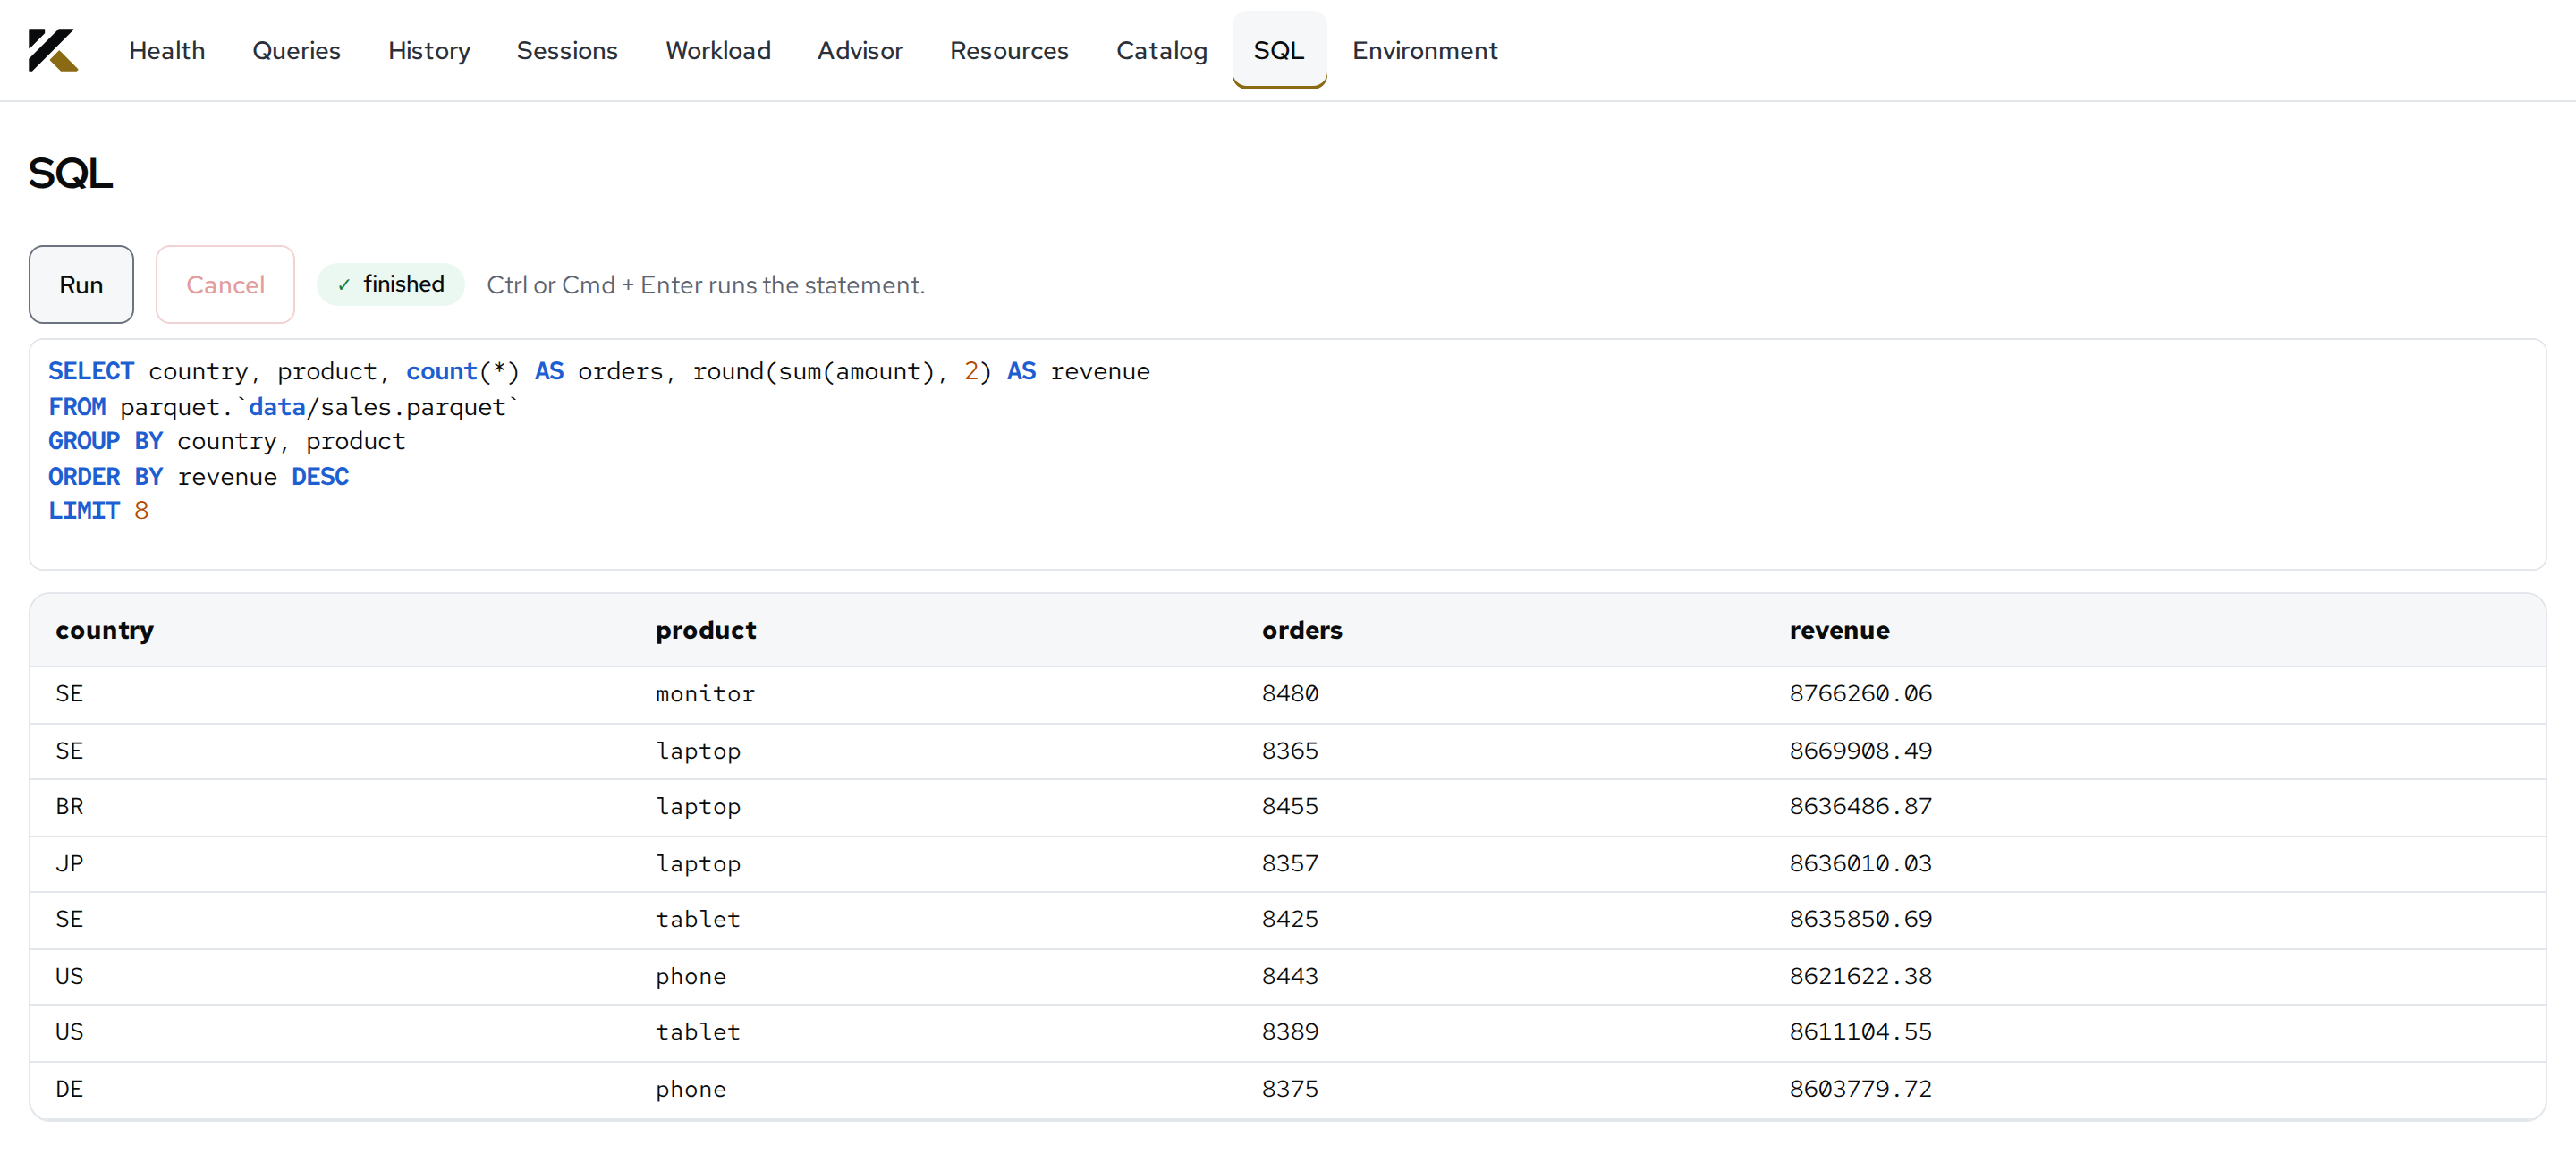 Health Queries History Sessions Workload Advisor Resources Catalog SQL Environment
SQL
Run Cancel ✓ finished Ctrl or Cmd + Enter runs the statement.
SELECT country, product, count(*) AS orders, round(sum(amount), 2) AS revenue
FROM parquet.`data/sales.parquet`
GROUP BY country, product
ORDER BY revenue DESC
LIMIT 8
country product orders revenue
SE monitor 8480 8766260.06
SE laptop 8365 8669908.49
BR laptop 8455 8636486.87
JP laptop 8357 8636010.03
SE tablet 8425 8635850.69
US phone 8443 8621622.38
US tablet 8389 8611104.55
DE phone 8375 8603779.72